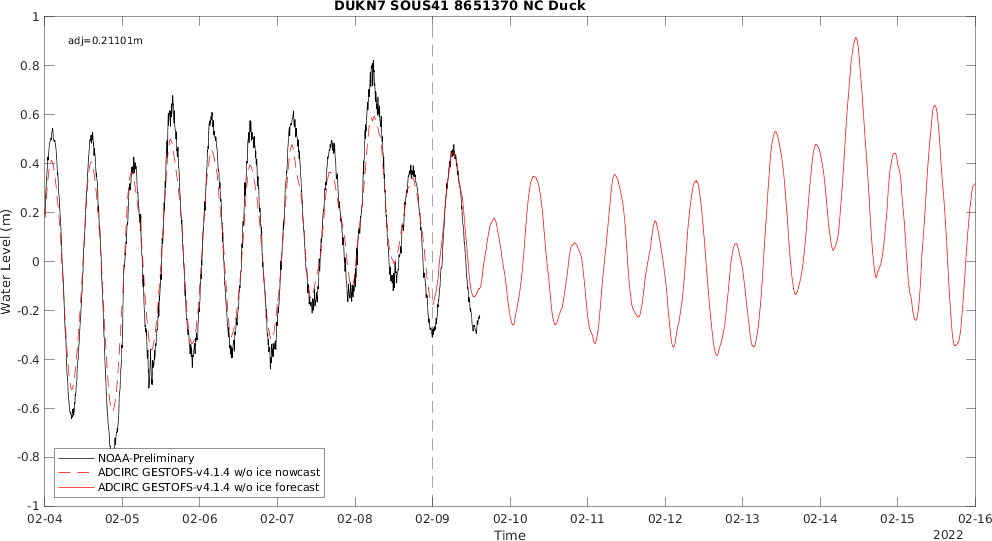 DUKN7 SOUS41 8651370 NC Duck
adj=0.21101m
1
0.8
0.6
0.4
0.2
0
-0.2
-0.4
-0.6
-0.8
-1
Water Level (m)
NOAA-Preliminary
ADCIRC GESTOFS-v4.1.4 w/o ice nowcast
ADCIRC GESTOFS-v4.1.4 w/o ice forecast
02-04 02-05 02-06 02-07 02-08 02-09 02-10 02-11 02-12 02-13 02-14 02-15 02-16
Time
2022